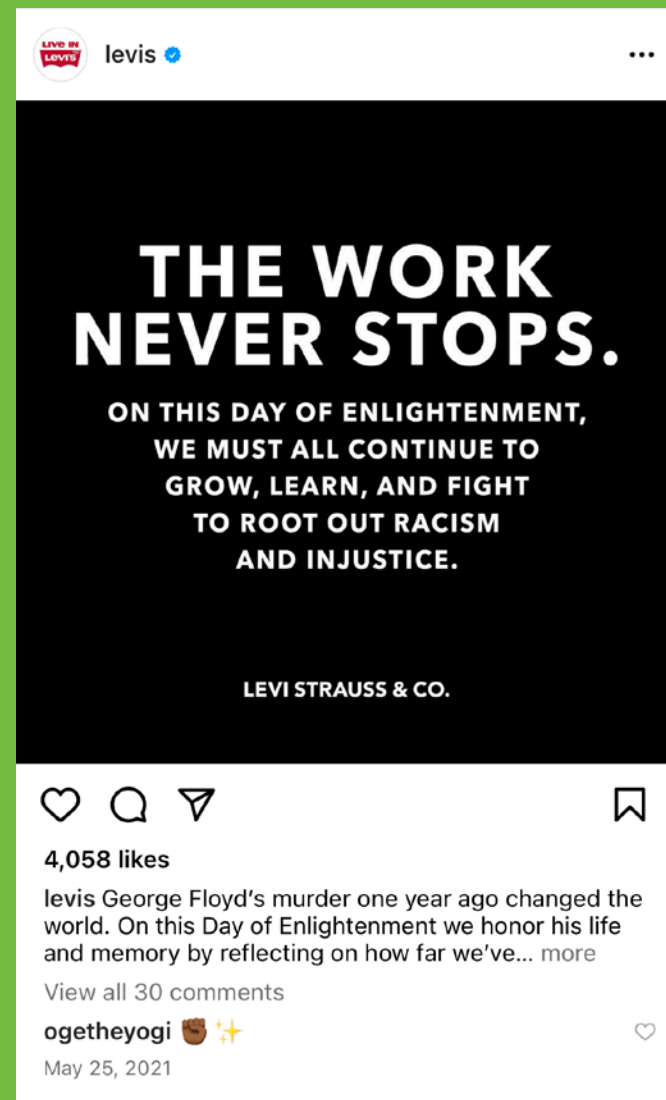 LIVE IN
LEVI'S
levis
THE WORK
NEVER STOPS.
ON THIS DAY OF ENLIGHTENMENT,
WE MUST ALL CONTINUE TO
GROW, LEARN, AND FIGHT
TO ROOT OUT RACISM
AND INJUSTICE.
LEVI STRAUSS & CO.
4,058 likes
levis George Floyd’s murder one year ago changed the
world. On this Day of Enlightenment we honor his life
and memory by reflecting on how far we’ve... more
View all 30 comments
ogetheyogi ✊🏾 ✨
May 25, 2021